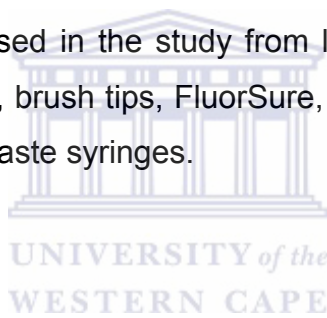 sed in the study from
, brush tips, FluorSure,
aste syringes.
UNIVERSITY of the
WESTERN CAPE